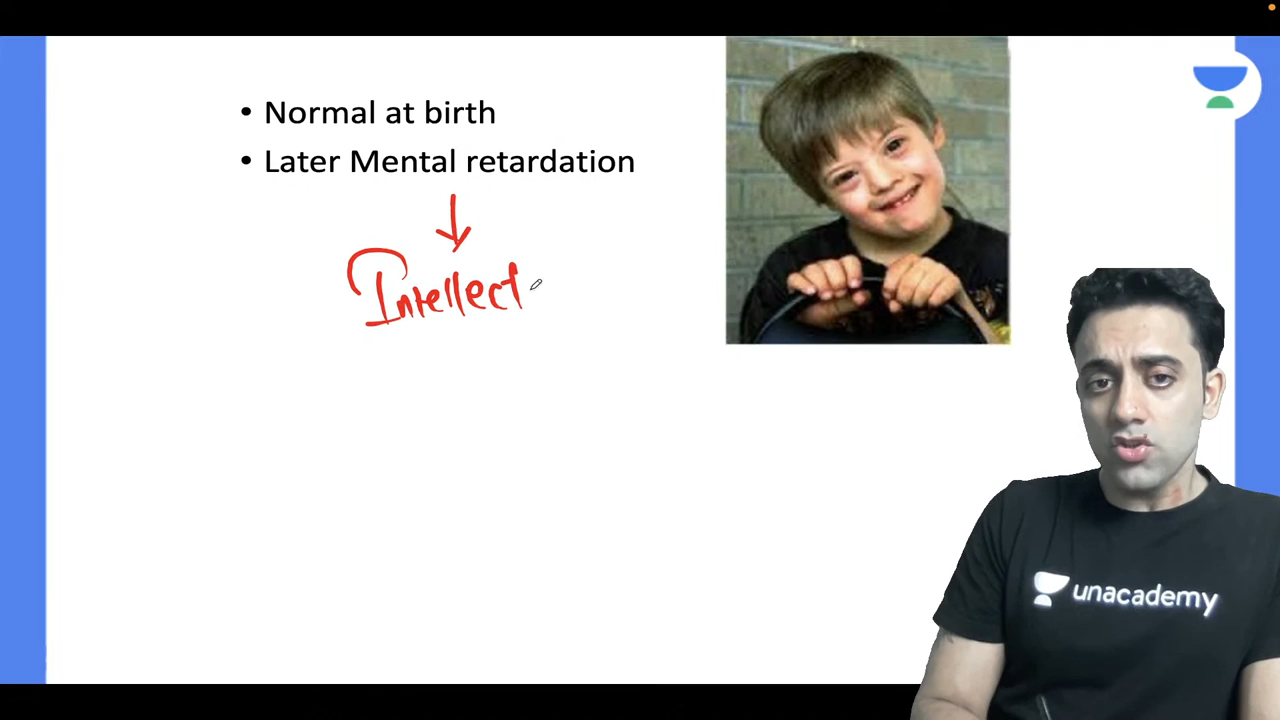 • Normal at birth
• Later Mental retardation
Intellect
unacademy